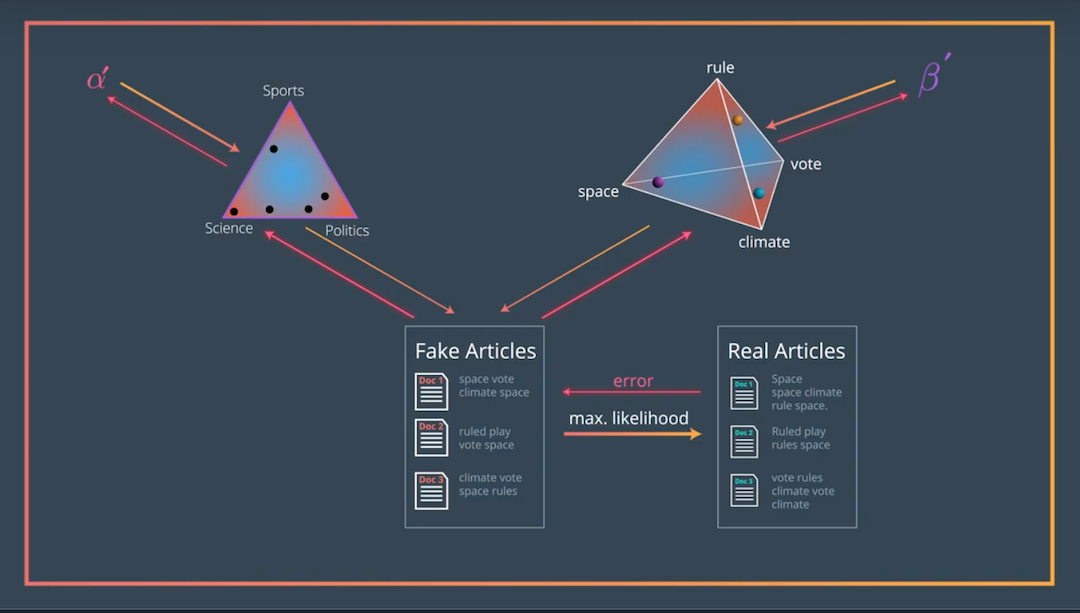 α′
β′
rule
Sports
vote
space
Science
Politics
climate
Fake Articles
Doc 1
space vote
climate space
Doc 2
ruled play
vote space
Doc 3
climate vote
space rules
error
max. likelihood
Real Articles
Doc 1
Space
space climate
rule space.
Doc 2
Ruled play
rules space
Doc 3
vote rules
climate vote
climate